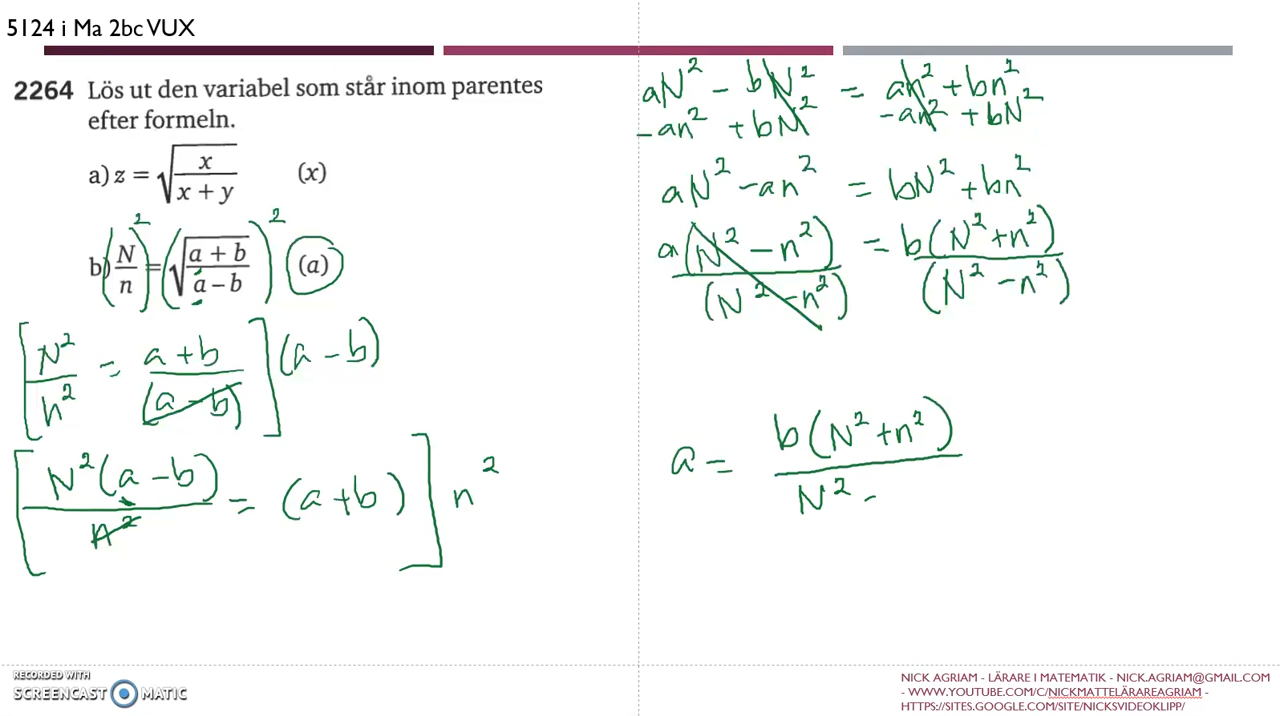 5124 i Ma 2bc VUX
2264 Lös ut den variabel som står inom parentes
efter formeln.
a) z = √(x / (x + y)) (x)
b) (N/n)² = (√((a + b) / (a – b)))² (a)
[N²/n² = (a + b) / (a – b)] (a – b)
[N²(a – b) / n² = (a + b)] n²
aN² – bN² = an² + bn²
– an² + bN² – an² + bN²
aN² – an² = bN² + bn²
a(N² – n²) / (N² – n²) = b(N² + n²) / (N² – n²)
a = b(N² + n²) / N² –
RECORDED WITH
SCREENCAST MATIC
NICK AGRIAM - LÄRARE I MATEMATIK - NICK.AGRIAM@GMAIL.COM
- WWW.YOUTUBE.COM/C/NICKMATTELÄRAREAGRIAM -
HTTPS://SITES.GOOGLE.COM/SITE/NICKSVIDEOKLIPP/